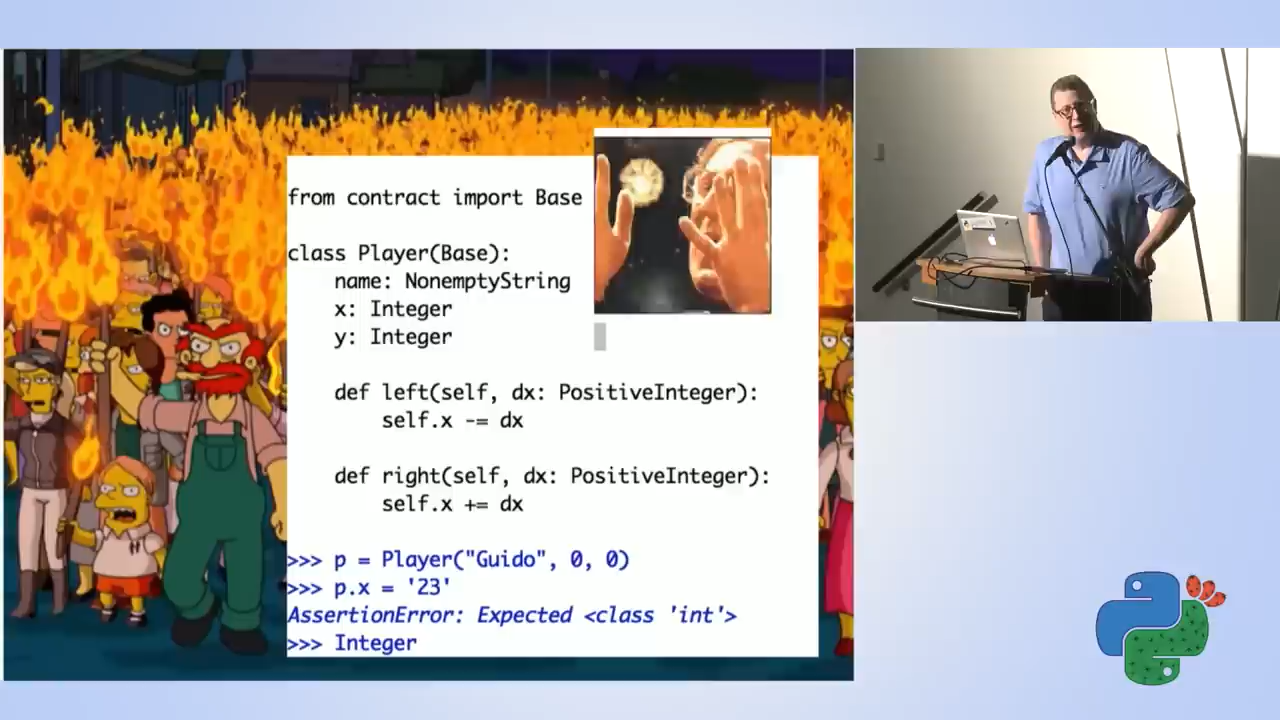 from contract import Base
class Player(Base):
name: NonemptyString
x: Integer
y: Integer
def left(self, dx: PositiveInteger):
self.x -= dx
def right(self, dx: PositiveInteger):
self.x += dx
>>> p = Player("Guido", 0, 0)
>>> p.x = '23'
AssertionError: Expected <class 'int'>
>>> Integer